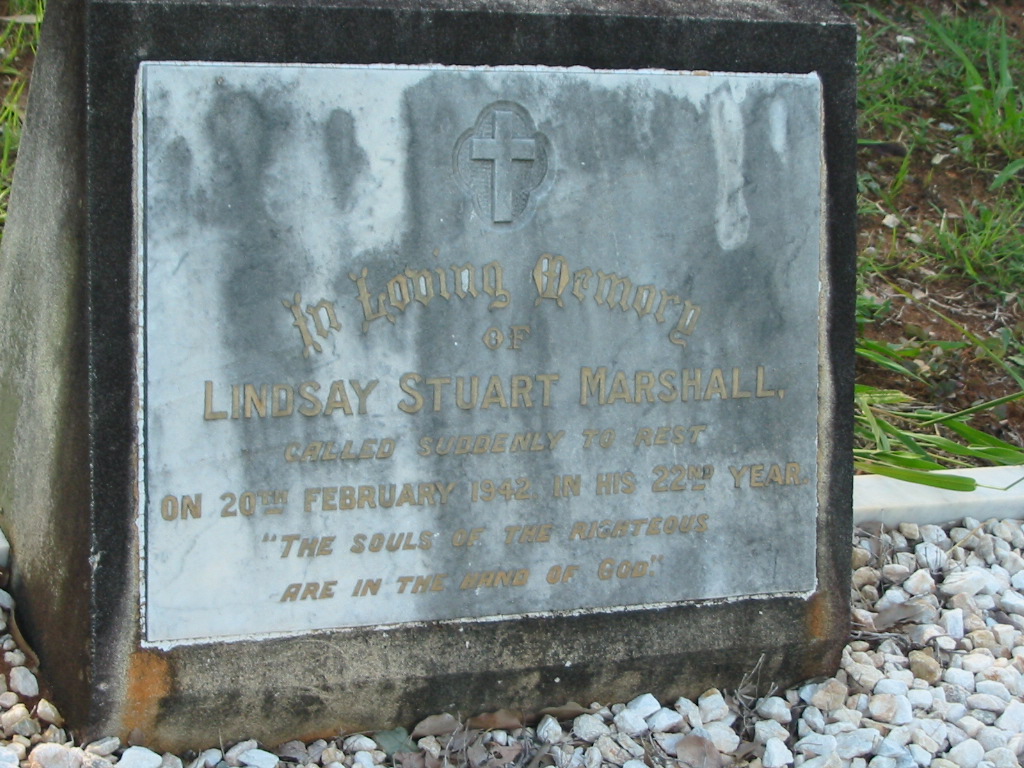 In Loving Memory
OF
LINDSAY STUART MARSHALL,
CALLED SUDDENLY TO REST
ON 20TH FEBRUARY 1942, IN HIS 22ND YEAR.
"THE SOULS OF THE RIGHTEOUS
ARE IN THE HAND OF GOD."